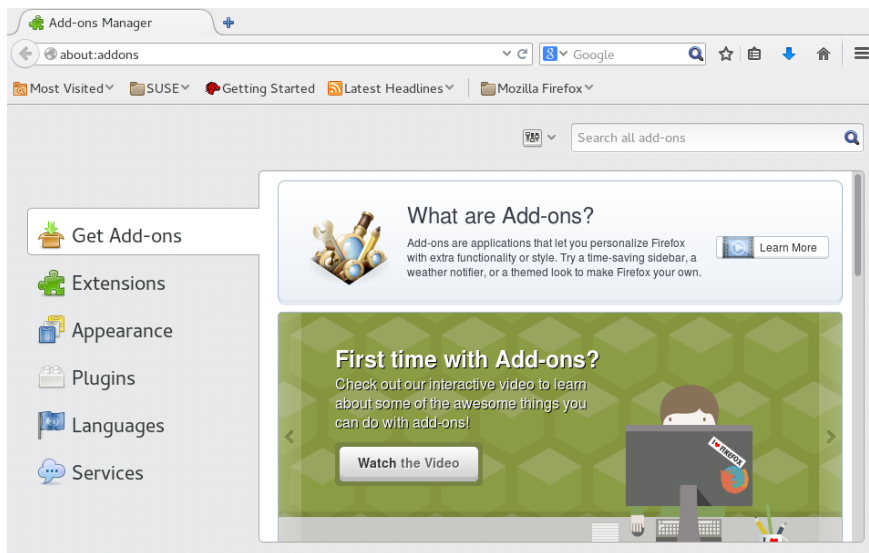 Add-ons Manager
about:addons
Google
Most Visited
SUSE
Getting Started
Latest Headlines
Mozilla Firefox
Search all add-ons
Get Add-ons
Extensions
Appearance
Plugins
Languages
Services
What are Add-ons?
Add-ons are applications that let you personalize Firefox
with extra functionality or style. Try a time-saving sidebar, a
weather notifier, or a themed look to make Firefox your own.
Learn More
First time with Add-ons?
Check out our interactive video to learn
about some of the awesome things you
can do with add-ons!
Watch the Video
I ♥ FIREFOX